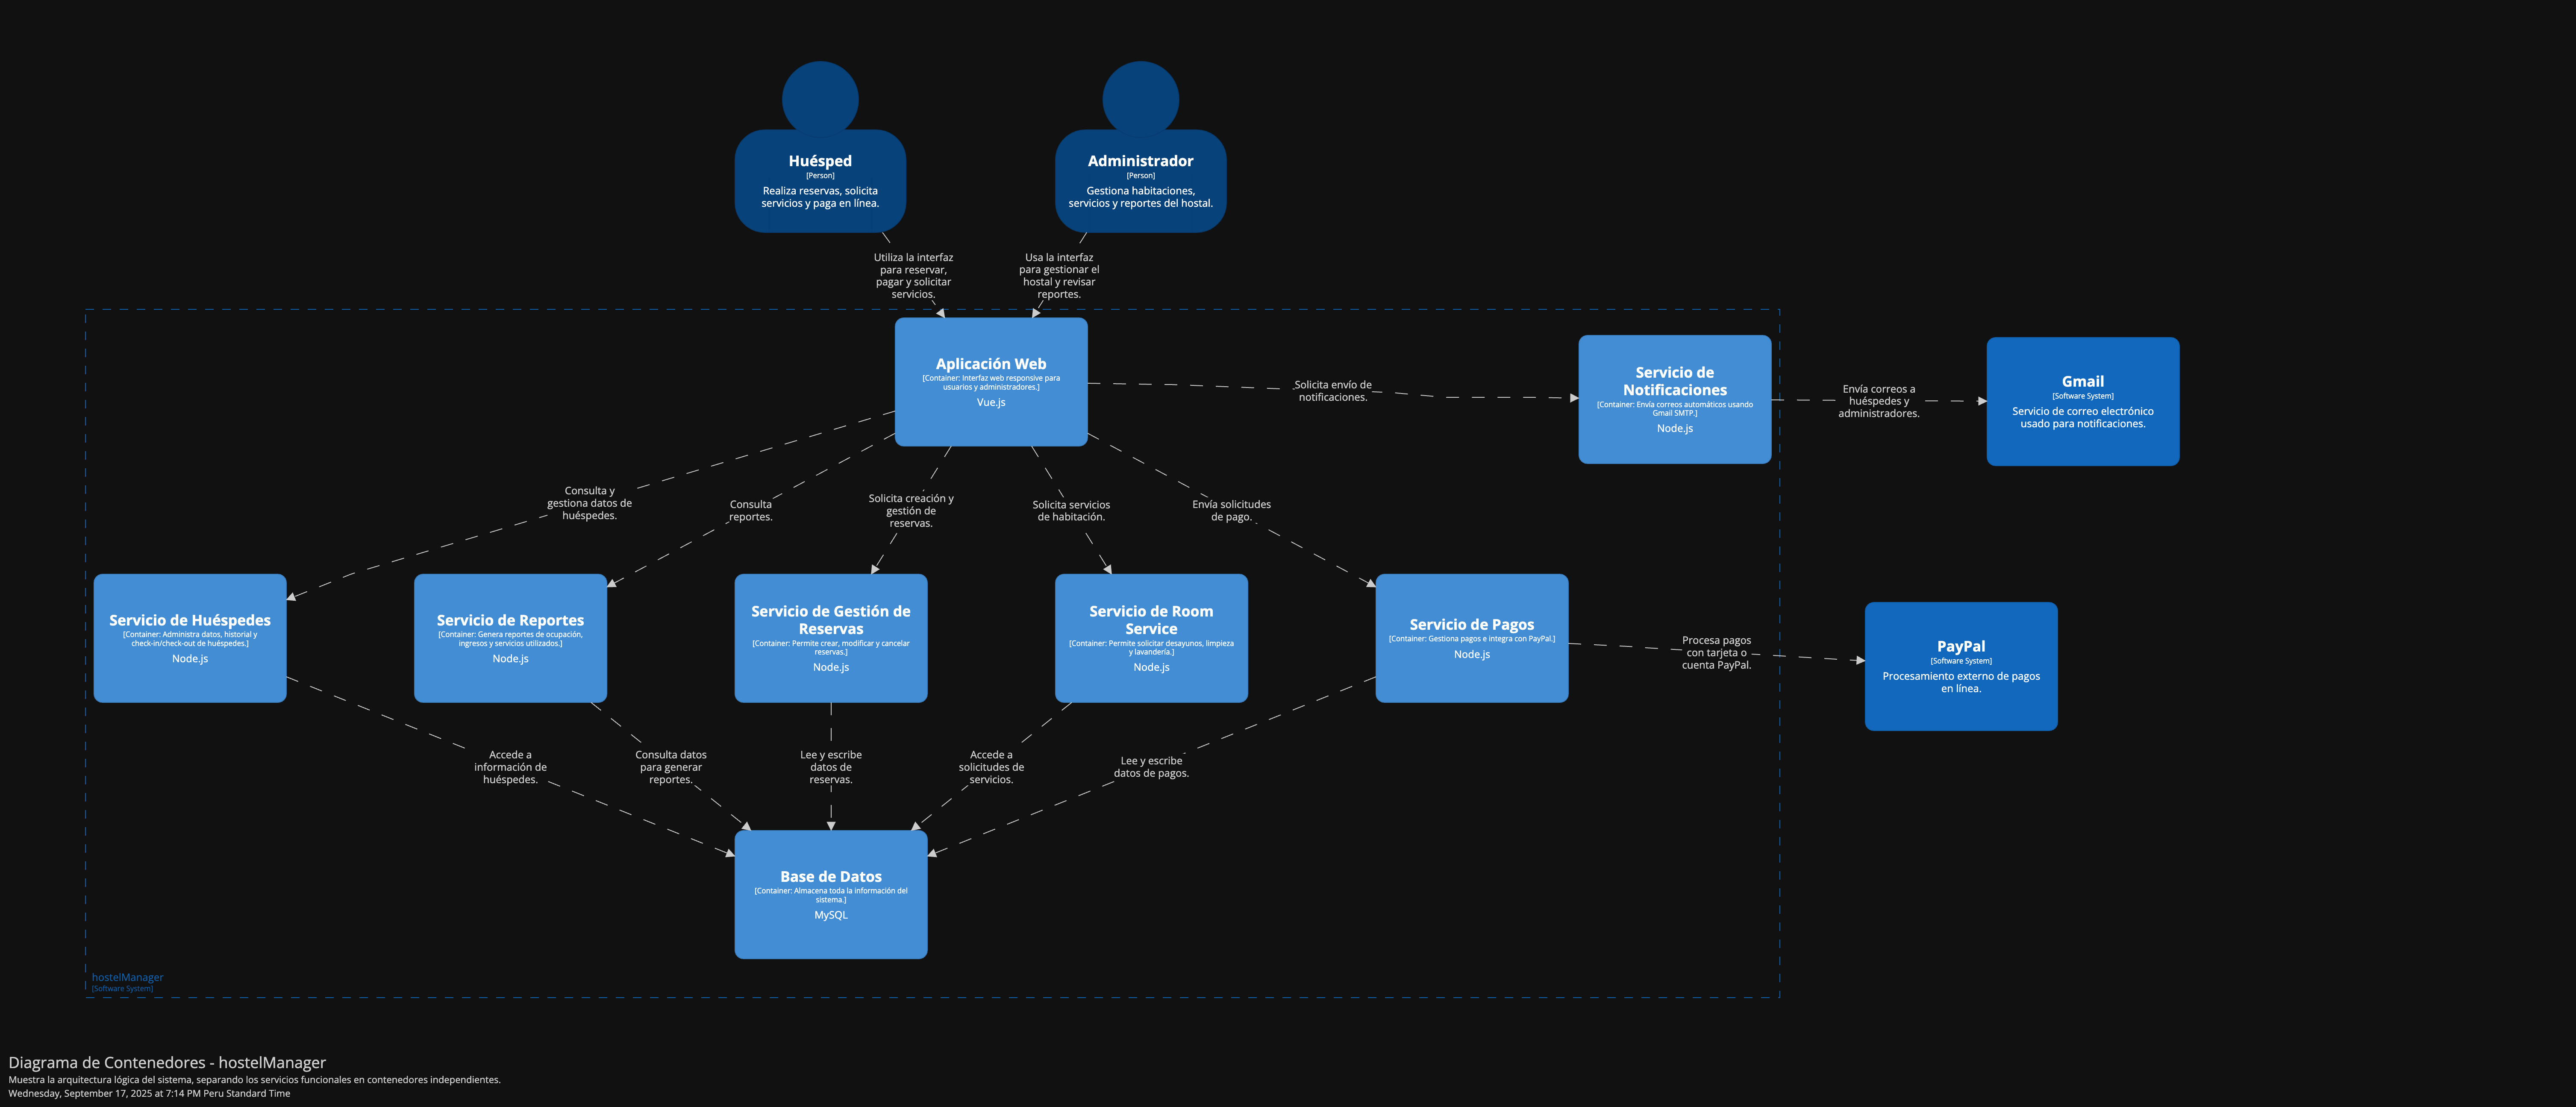 Huésped
[Person]
Realiza reservas, solicita
servicios y paga en línea.
Administrador
[Person]
Gestiona habitaciones,
servicios y reportes del hostal.
Utiliza la interfaz
para reservar,
pagar y solicitar
servicios.
Usa la interfaz
para gestionar el
hostal y revisar
reportes.
Aplicación Web
[Container: Interfaz web responsive para
usuarios y administradores.]
Vue.js
Solicita envío de
notificaciones.
Servicio de
Notificaciones
[Container: Envía correos automáticos usando
Gmail SMTP.]
Node.js
Envía correos a
huéspedes y
administradores.
Gmail
[Software System]
Servicio de correo electrónico
usado para notificaciones.
Consulta y
gestiona datos de
huéspedes.
Consulta
reportes.
Solicita creación y
gestión de
reservas.
Solicita servicios
de habitación.
Envía solicitudes
de pago.
Servicio de Huéspedes
[Container: Administra datos, historial y
check-in/check-out de huéspedes.]
Node.js
Servicio de Reportes
[Container: Genera reportes de ocupación,
ingresos y servicios utilizados.]
Node.js
Servicio de Gestión de
Reservas
[Container: Permite crear, modificar y cancelar
reservas.]
Node.js
Servicio de Room
Service
[Container: Permite solicitar desayunos, limpieza
y lavandería.]
Node.js
Servicio de Pagos
[Container: Gestiona pagos e integra con PayPal.]
Node.js
Procesa pagos
con tarjeta o
cuenta PayPal.
PayPal
[Software System]
Procesamiento externo de pagos
en línea.
Accede a
información de
huéspedes.
Consulta datos
para generar
reportes.
Lee y escribe
datos de
reservas.
Accede a
solicitudes de
servicios.
Lee y escribe
datos de pagos.
Base de Datos
[Container: Almacena toda la información del
sistema.]
MySQL
hostelManager
[Software System]
Diagrama de Contenedores - hostelManager
Muestra la arquitectura lógica del sistema, separando los servicios funcionales en contenedores independientes.
Wednesday, September 17, 2025 at 7:14 PM Peru Standard Time